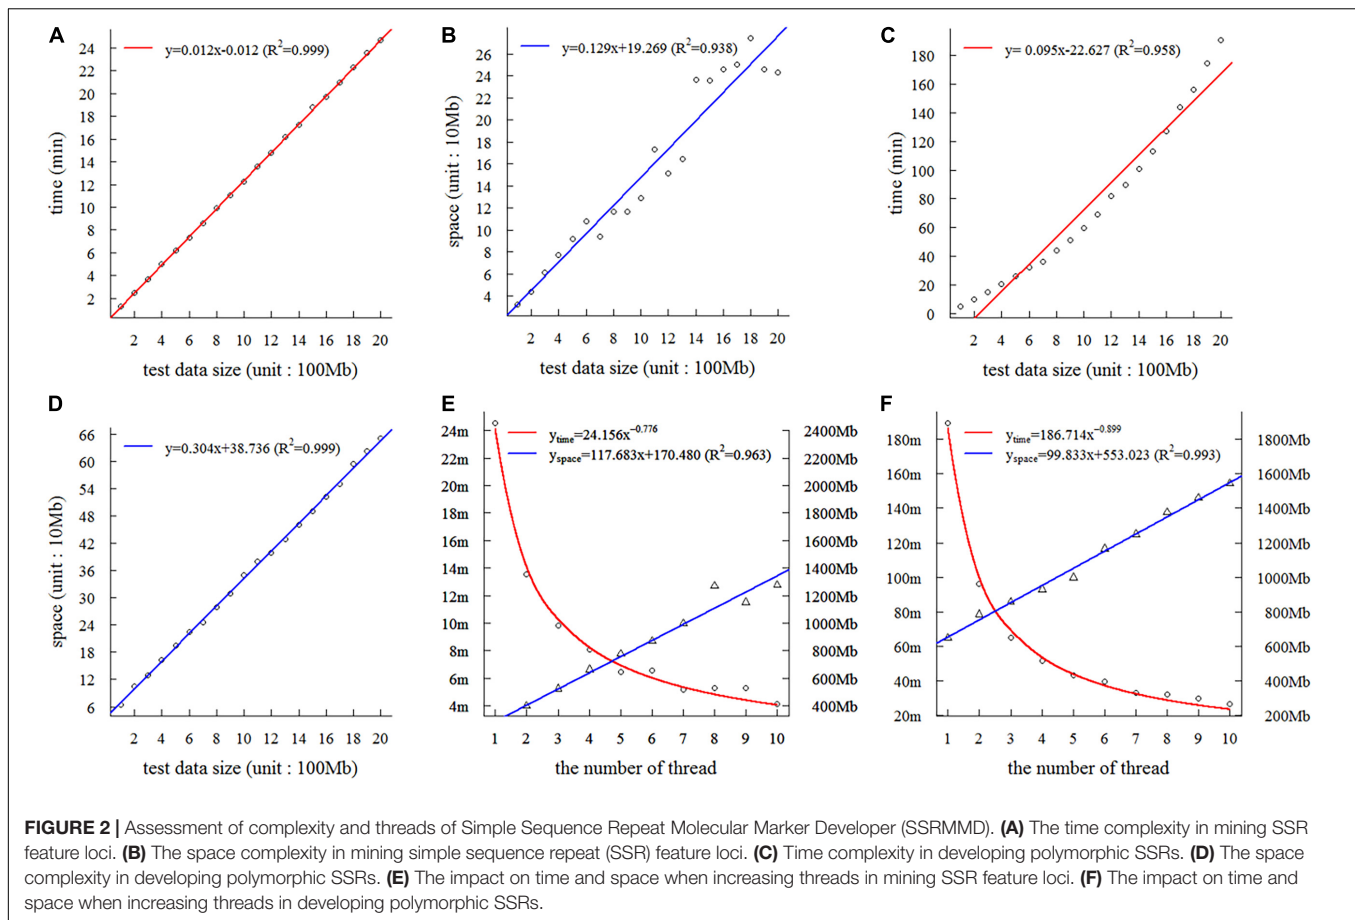 A
y=0.012x-0.012 (R²=0.999)
24
22
20
18
16
14
12
10
8
6
4
2
time (min)
2 4 6 8 10 12 14 16 18 20
test data size (unit : 100Mb)
B
y=0.129x+19.269 (R²=0.938)
26
24
22
20
18
16
14
12
10
8
6
4
space (unit : 10Mb)
2 4 6 8 10 12 14 16 18 20
test data size (unit : 100Mb)
C
y= 0.095x-22.627 (R²=0.958)
180
160
140
120
100
80
60
40
20
0
time (min)
2 4 6 8 10 12 14 16 18 20
test data size (unit : 100Mb)
D
y=0.304x+38.736 (R²=0.999)
66
60
54
48
42
36
30
24
18
12
6
space (unit : 10Mb)
2 4 6 8 10 12 14 16 18 20
test data size (unit : 100Mb)
E
y_time=24.156x^−0.776
y_space=117.683x+170.480 (R²=0.963)
24m
22m
20m
18m
16m
14m
12m
10m
8m
6m
4m
2400Mb
2200Mb
2000Mb
1800Mb
1600Mb
1400Mb
1200Mb
1000Mb
800Mb
600Mb
400Mb
1 2 3 4 5 6 7 8 9 10
the number of thread
F
y_time=186.714x^−0.899
y_space=99.833x+553.023 (R²=0.993)
180m
160m
140m
120m
100m
80m
60m
40m
20m
1800Mb
1600Mb
1400Mb
1200Mb
1000Mb
800Mb
600Mb
400Mb
200Mb
1 2 3 4 5 6 7 8 9 10
the number of thread
FIGURE 2 | Assessment of complexity and threads of Simple Sequence Repeat Molecular Marker Developer (SSRMMD). (A) The time complexity in mining SSR
feature loci. (B) The space complexity in mining simple sequence repeat (SSR) feature loci. (C) Time complexity in developing polymorphic SSRs. (D) The space
complexity in developing polymorphic SSRs. (E) The impact on time and space when increasing threads in mining SSR feature loci. (F) The impact on time and
space when increasing threads in developing polymorphic SSRs.